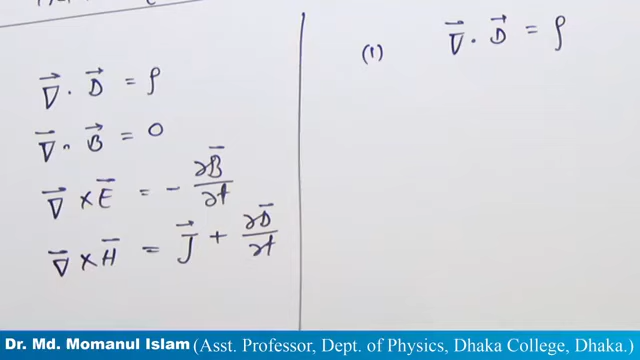 ∇⃗ · D⃗ = ρ
∇⃗ · B⃗ = 0
∇⃗ × E⃗ = - ∂B⃗/∂t
∇⃗ × H⃗ = J⃗ + ∂D⃗/∂t
(1) ∇⃗ · D⃗ = ρ
Dr. Md. Momanul Islam (Asst. Professor, Dept. of Physics, Dhaka College, Dhaka.)